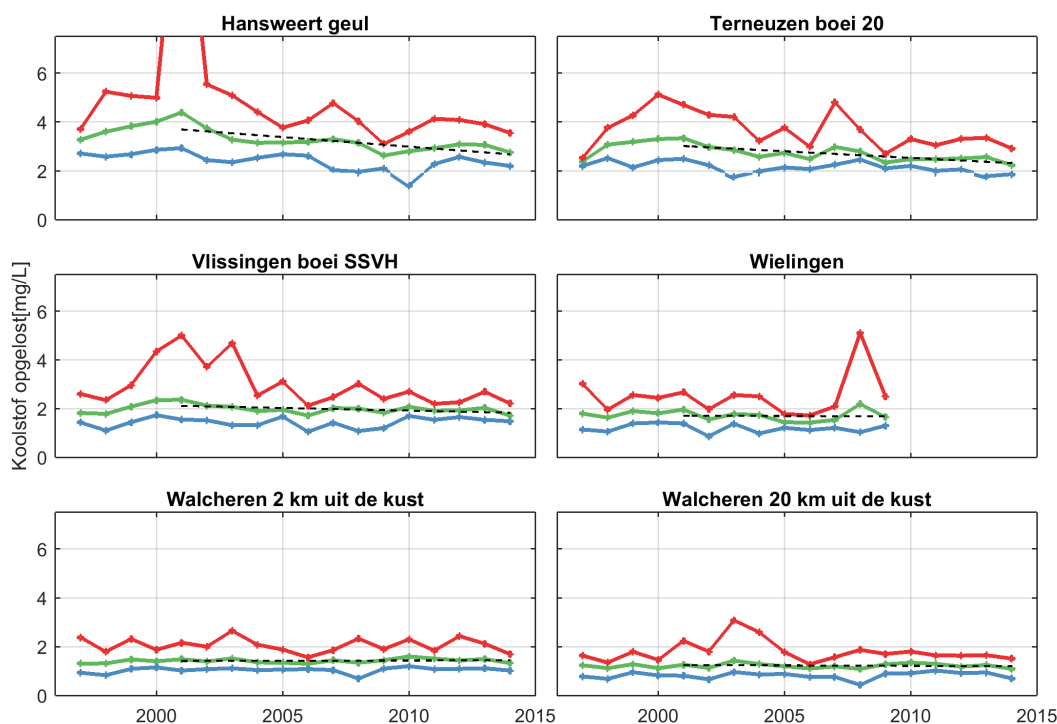 Hansweert geul
Terneuzen boei 20
6
4
2
0
Vlissingen boei SSVH
Wielingen
6
4
2
0
Koolstof opgelost[mg/L]
Walcheren 2 km uit de kust
Walcheren 20 km uit de kust
6
4
2
0
2000 2005 2010 2015 2000 2005 2010 2015